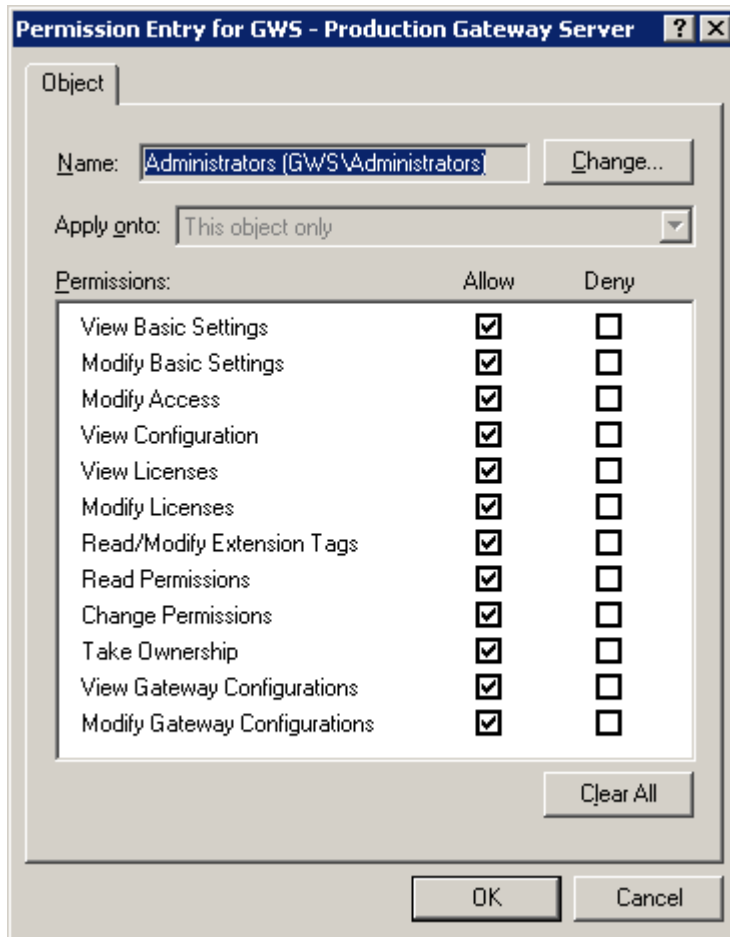 Permission Entry for GWS - Production Gateway Server
Object
Name: Administrators (GWS\Administrators) Change...
Apply onto: This object only
Permissions: Allow Deny
View Basic Settings
Modify Basic Settings
Modify Access
View Configuration
View Licenses
Modify Licenses
Read/Modify Extension Tags
Read Permissions
Change Permissions
Take Ownership
View Gateway Configurations
Modify Gateway Configurations
Clear All
OK Cancel